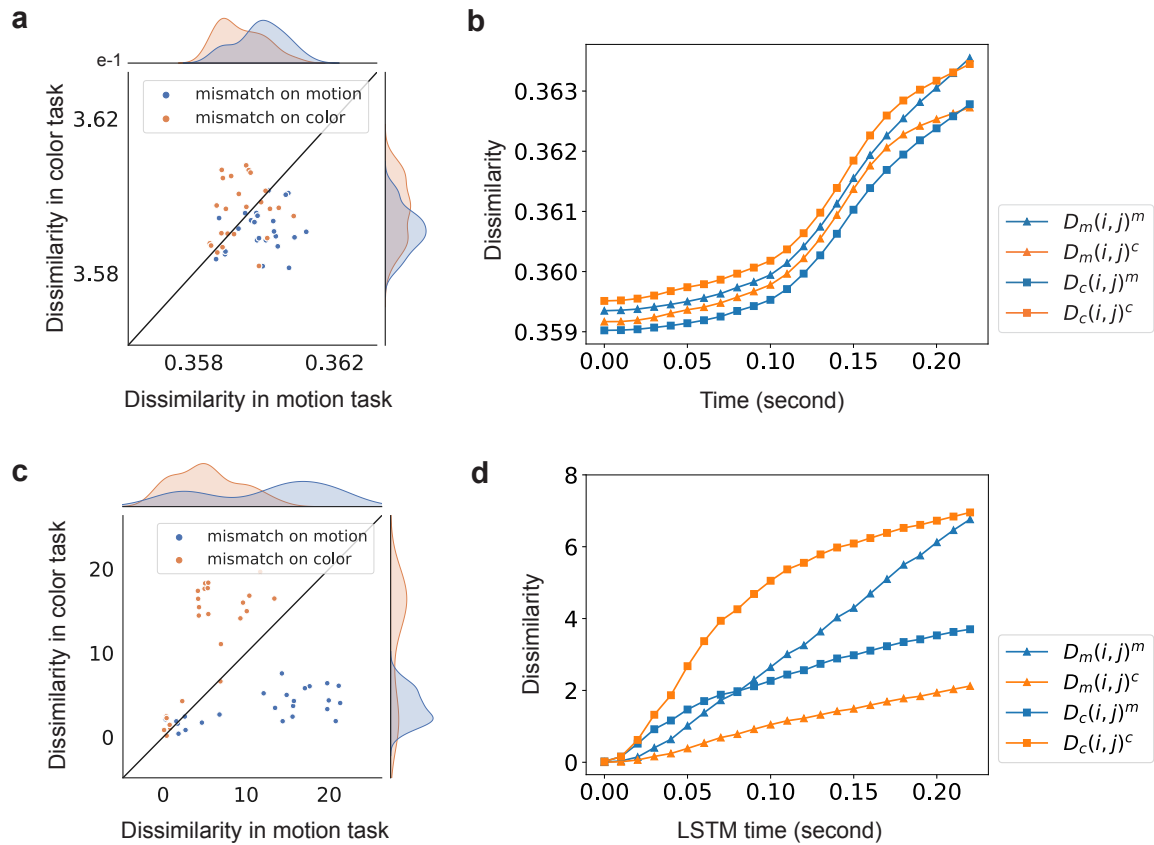 a
e-1
mismatch on motion
mismatch on color
3.62
3.58
Dissimilarity in color task
0.358 0.362
Dissimilarity in motion task
b
Dissimilarity
0.363
0.362
0.361
0.360
0.359
0.00 0.05 0.10 0.15 0.20
Time (second)
D_m(i, j)^m
D_m(i, j)^c
D_c(i, j)^m
D_c(i, j)^c
c
mismatch on motion
mismatch on color
20
10
0
Dissimilarity in color task
0 10 20
Dissimilarity in motion task
d
Dissimilarity
8
6
4
2
0
0.00 0.05 0.10 0.15 0.20
LSTM time (second)
D_m(i, j)^m
D_m(i, j)^c
D_c(i, j)^m
D_c(i, j)^c